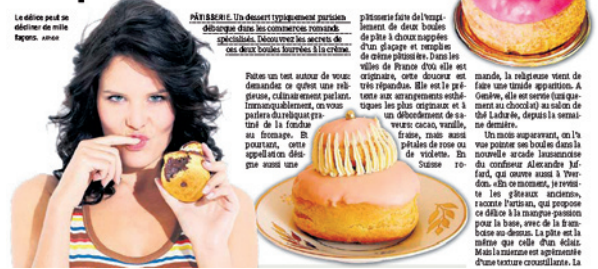 Le délice peut se
décliner de mille
façons.
PÂTISSERIE. Un dessert typiquement parisien
débarque dans les commerces romands
spécialisés. Découvrez les secrets de
ces deux boules fourrées à la crème.
Faites un test autour de vous:
demandez ce qu'est une reli-
gieuse, culinairement parlant.
Immanquablement, on vous
parlera du reliquat gra-
tiné de la fondue
au fromage. Et
pourtant, cette
appellation dési-
gne aussi une
pâtisserie faite de l'empi-
lement de deux boules
de pâte à choux nappées
d'un glaçage et remplies
de crème pâtissière. Dans les
villes de France d'où elle est
originaire, cette douceur est
très répandue. Elle est le pré-
texte aux arrangements esthé-
tiques les plus originaux et à
un débordement de sa-
veurs: cacao, vanille,
fraise, mais aussi
pétales de rose ou
de violette. En
Suisse ro-
mande, la religieuse vient de
faire une timide apparition. A
Genève, elle est servie (unique-
ment au chocolat) au salon de
thé Ladurée, depuis la semai-
ne dernière.
Un mois auparavant, on l'a
vue pointer ses boules dans la
nouvelle arcade lausannoise
du confiseur Alexandre
qui œuvre aussi à Yver-
don. «En ce moment, je revisi-
te les gâteaux anciens»,
raconte l'artisan, qui propose
ce délice à la mangue-passion
pour la base, avec de la fram-
boise au dessus. La pâte est la
même que celle d'un éclair.
Mais la mienne est agrémentée
d'une texture croustillante. La